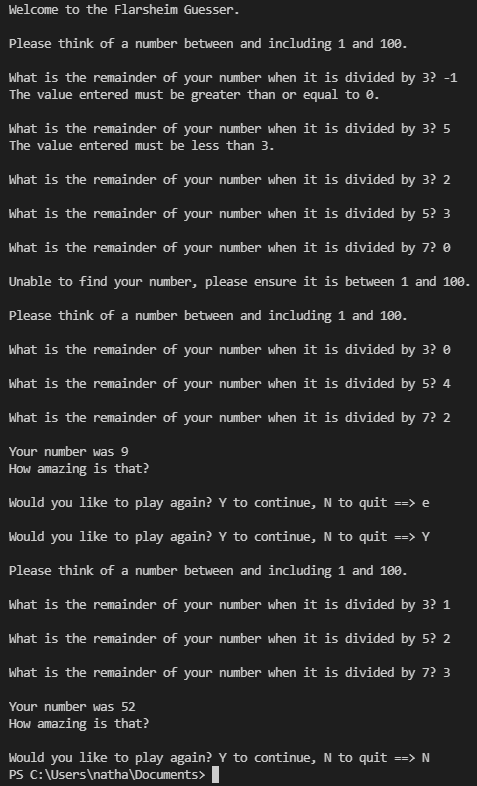 Welcome to the Flarsheim Guesser.
Please think of a number between and including 1 and 100.
What is the remainder of your number when it is divided by 3? -1
The value entered must be greater than or equal to 0.
What is the remainder of your number when it is divided by 3? 5
The value entered must be less than 3.
What is the remainder of your number when it is divided by 3? 2
What is the remainder of your number when it is divided by 5? 3
What is the remainder of your number when it is divided by 7? 0
Unable to find your number, please ensure it is between 1 and 100.
Please think of a number between and including 1 and 100.
What is the remainder of your number when it is divided by 3? 0
What is the remainder of your number when it is divided by 5? 4
What is the remainder of your number when it is divided by 7? 2
Your number was 9
How amazing is that?
Would you like to play again? Y to continue, N to quit ==> e
Would you like to play again? Y to continue, N to quit ==> Y
Please think of a number between and including 1 and 100.
What is the remainder of your number when it is divided by 3? 1
What is the remainder of your number when it is divided by 5? 2
What is the remainder of your number when it is divided by 7? 3
Your number was 52
How amazing is that?
Would you like to play again? Y to continue, N to quit ==> N
PS C:\Users\natha\Documents>